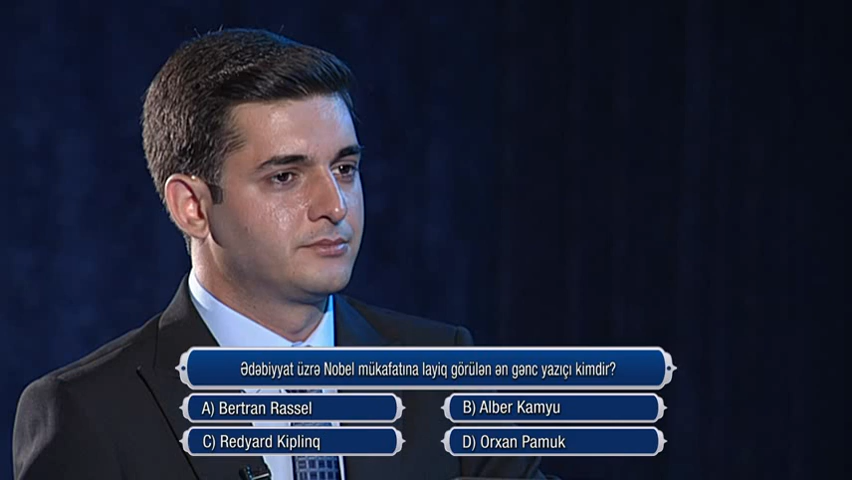 Ədəbiyyat üzrə Nobel mükafatına layiq görülən ən gənc yazıçı kimdir?
A) Bertran Rassel
B) Alber Kamyu
C) Redyard Kiplinq
D) Orxan Pamuk